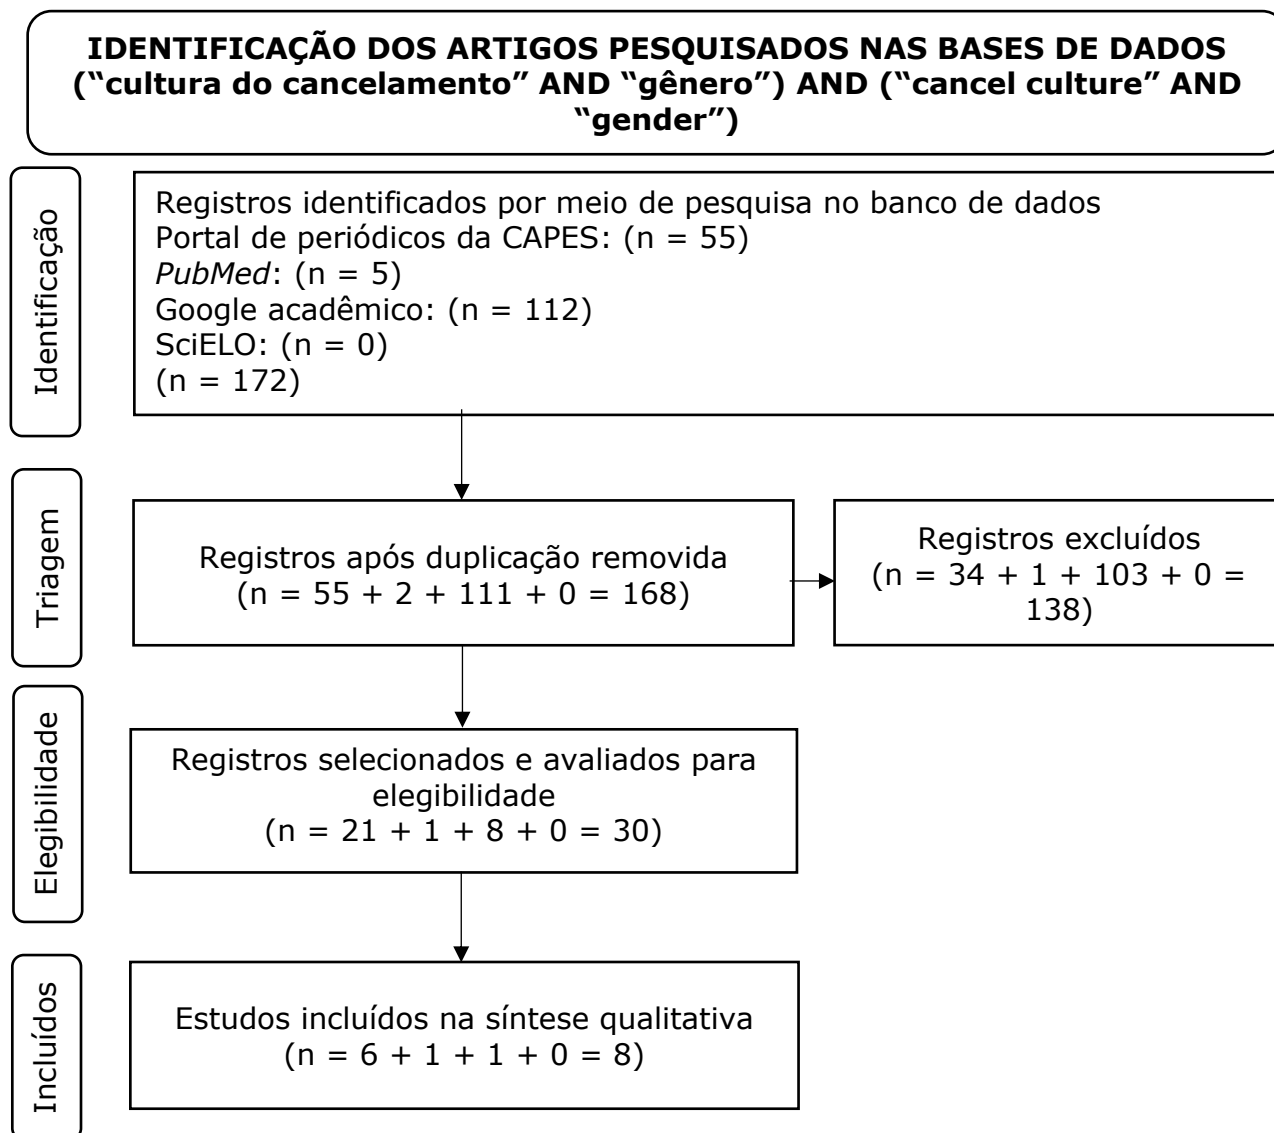 IDENTIFICAÇÃO DOS ARTIGOS PESQUISADOS NAS BASES DE DADOS
(“cultura do cancelamento” AND “gênero”) AND (“cancel culture” AND
“gender”)
Identificação
Registros identificados por meio de pesquisa no banco de dados
Portal de periódicos da CAPES: (n = 55)
PubMed: (n = 5)
Google acadêmico: (n = 112)
SciELO: (n = 0)
(n = 172)
Triagem
Registros após duplicação removida
(n = 55 + 2 + 111 + 0 = 168)
Registros excluídos
(n = 34 + 1 + 103 + 0 =
138)
Elegibilidade
Registros selecionados e avaliados para
elegibilidade
(n = 21 + 1 + 8 + 0 = 30)
Incluídos
Estudos incluídos na síntese qualitativa
(n = 6 + 1 + 1 + 0 = 8)